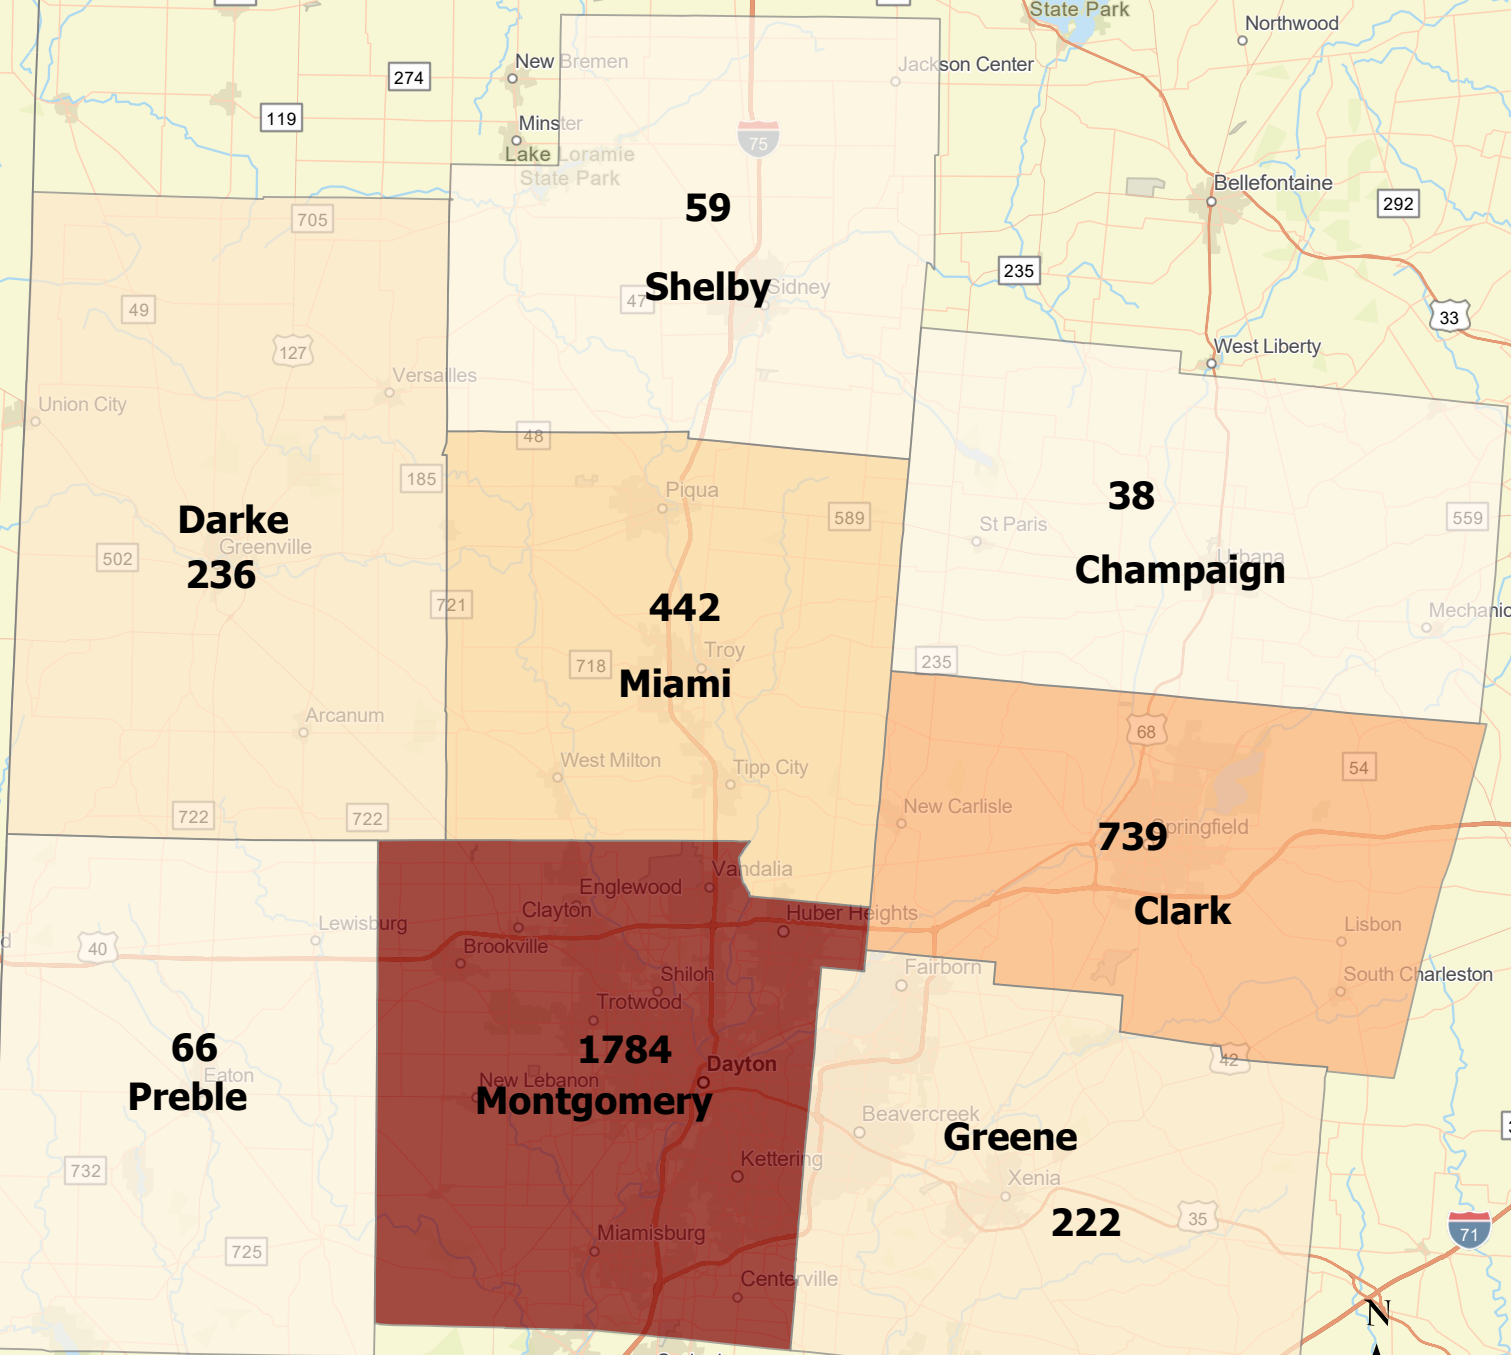 State Park
Northwood
New Bremen
Jackson Center
274
119
Minster
75
Lake Loramie
State Park
Bellefontaine
292
59
705
235
Shelby
Sidney
47
49
33
127
West Liberty
Versailles
Union City
48
185
Piqua
38
589
559
St Paris
Darke
Greenville
502
236
Urbana
Champaign
721
442
Mechanic
Troy
718
235
Miami
Arcanum
68
West Milton
Tipp City
54
722
722
New Carlisle
739
Springfield
Vandalia
Englewood
Clayton
Huber Heights
Clark
Lewisburg
Lisbon
d
40
Brookville
Shiloh
Fairborn
South Charleston
Trotwood
66
1784
Dayton
42
Eaton
New Lebanon
Preble
Montgomery
Beavercreek
Greene
732
Kettering
Xenia
222
35
Miamisburg
71
725
Centerville
N